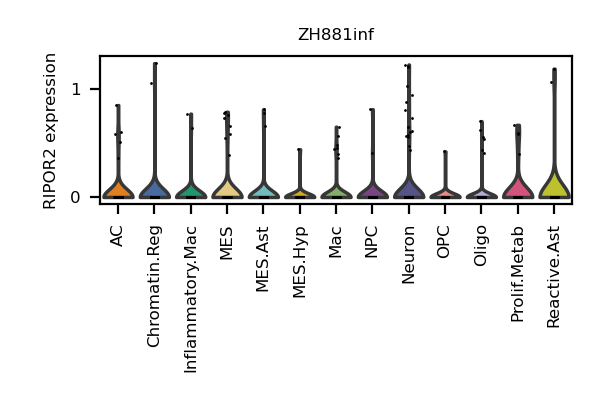 ZH881inf
RIPOR2 expression
1
0
AC
Chromatin.Reg
Inflammatory.Mac
MES
MES.Ast
MES.Hyp
Mac
NPC
Neuron
OPC
Oligo
Prolif.Metab
Reactive.Ast